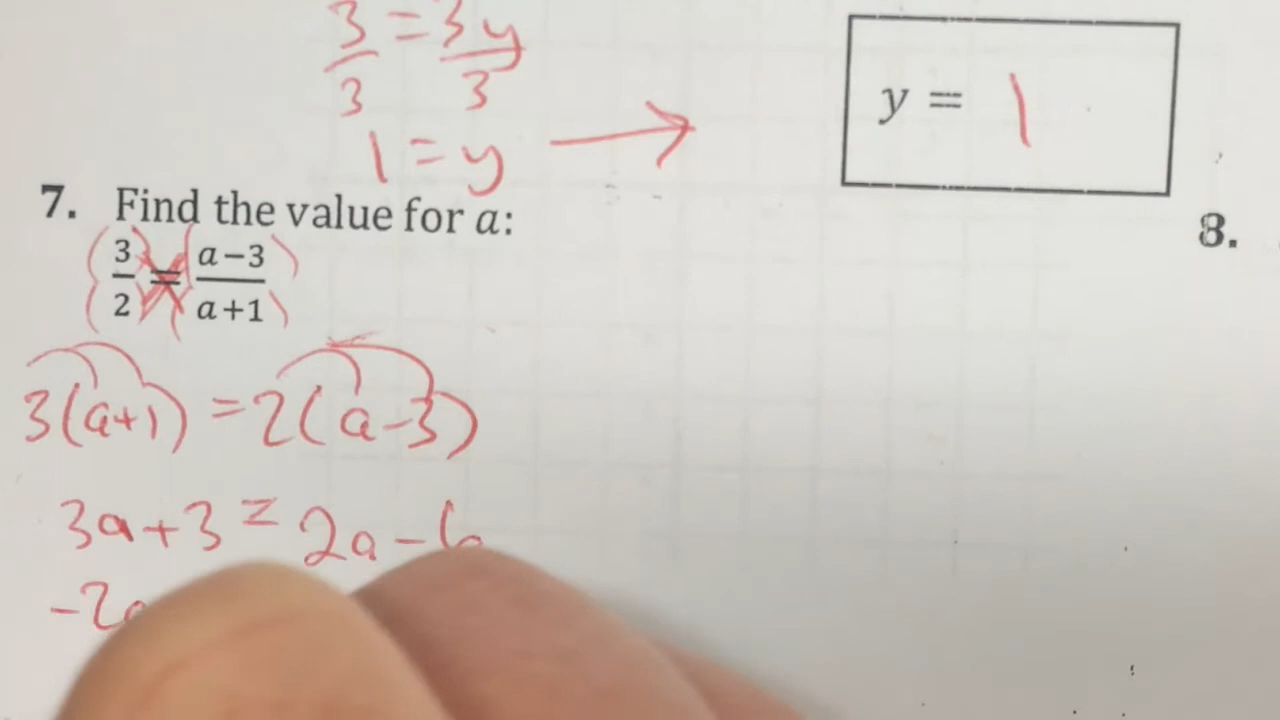 3 = 3y
3 3
1 = y →
y = 1
7. Find the value for a:
3/2 = a−3/a+1
8.
3(a+1) = 2(a−3)
3a+3 = 2a−6
−2a